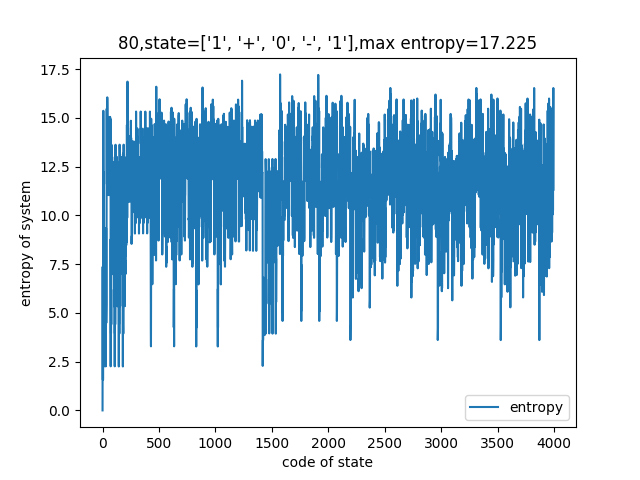 80,state=['1', '+', '0', '-', '1'],max entropy=17.225
17.5
15.0
12.5
10.0
7.5
5.0
2.5
0.0
entropy of system
entropy
0 500 1000 1500 2000 2500 3000 3500 4000
code of state